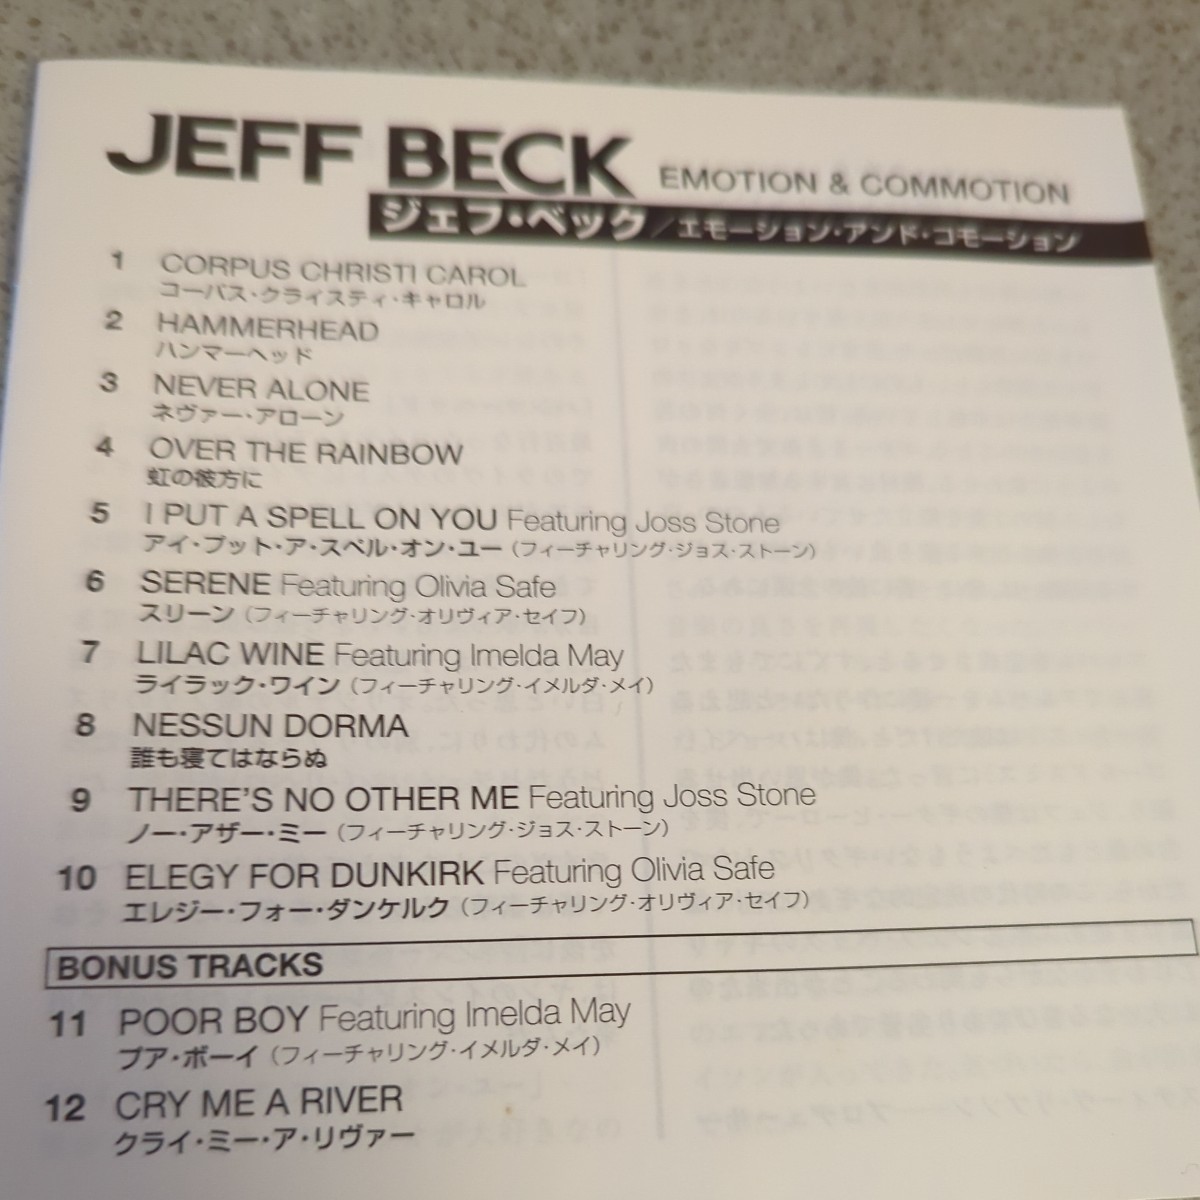 JEFF BECK EMOTION & COMMOTION
ジェフ・ベック／エモーション・アンド・コモーション
1 CORPUS CHRISTI CAROL
コーパス・クライスティ・キャロル
2 HAMMERHEAD
ハンマーヘッド
3 NEVER ALONE
ネヴァー・アローン
4 OVER THE RAINBOW
虹の彼方に
5 I PUT A SPELL ON YOU Featuring Joss Stone
アイ・プット・ア・スペル・オン・ユー（フィーチャリング・ジョス・ストーン）
6 SERENE Featuring Olivia Safe
スリーン（フィーチャリング・オリヴィア・セイフ）
7 LILAC WINE Featuring Imelda May
ライラック・ワイン（フィーチャリング・イメルダ・メイ）
8 NESSUN DORMA
誰も寝てはならぬ
9 THERE'S NO OTHER ME Featuring Joss Stone
ノー・アザー・ミー（フィーチャリング・ジョス・ストーン）
10 ELEGY FOR DUNKIRK Featuring Olivia Safe
エレジー・フォー・ダンケルク（フィーチャリング・オリヴィア・セイフ）
BONUS TRACKS
11 POOR BOY Featuring Imelda May
プア・ボーイ（フィーチャリング・イメルダ・メイ）
12 CRY ME A RIVER
クライ・ミー・ア・リヴァー